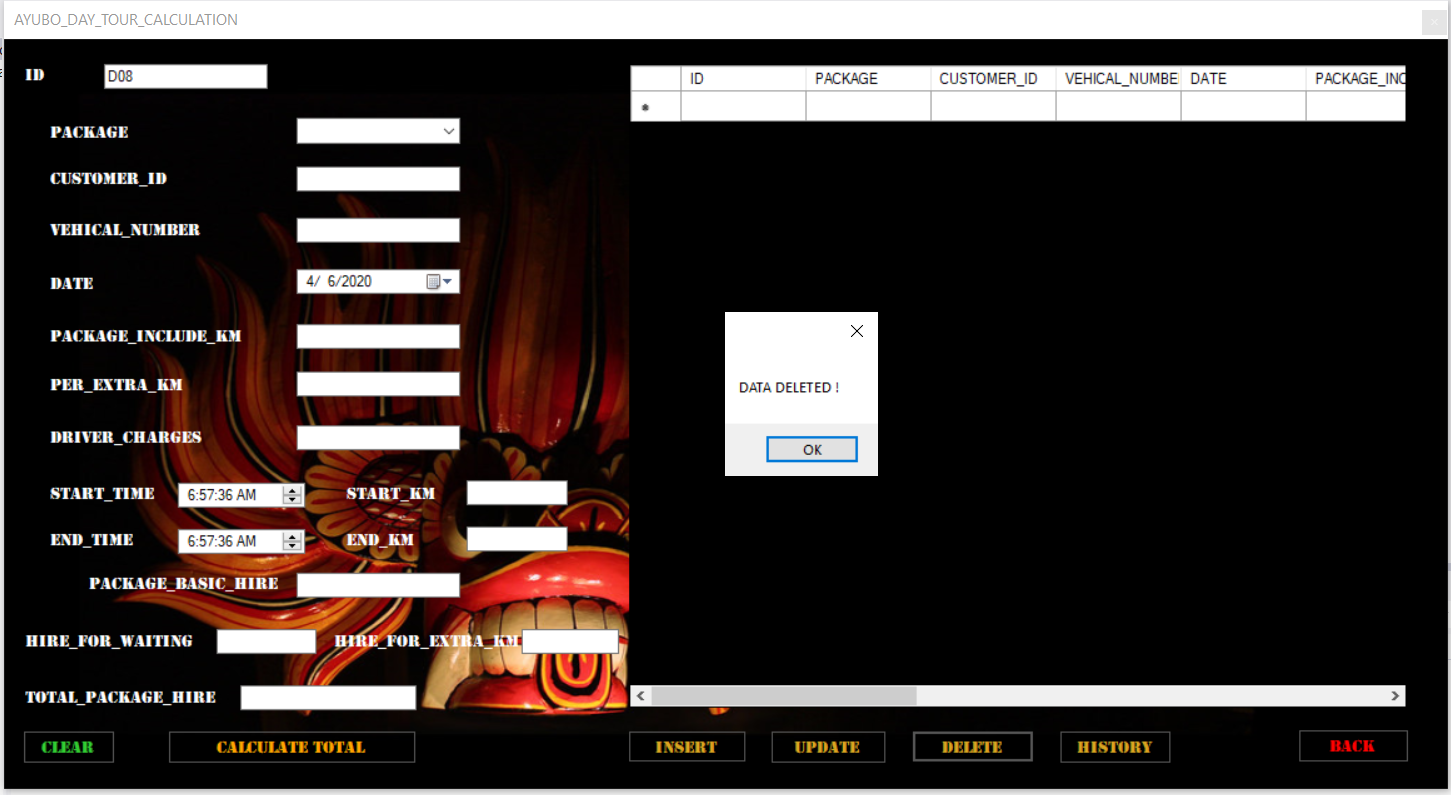 AYUBO_DAY_TOUR_CALCULATION
ID D08
ID PACKAGE CUSTOMER_ID VEHICAL_NUMBE DATE PACKAGE_INC
PACKAGE
CUSTOMER_ID
VEHICAL_NUMBER
DATE 4/ 6/2020
PACKAGE_INCLUDE_KM
PER_EXTRA_KM
DRIVER_CHARGES
START_TIME 6:57:36 AM START_KM
END_TIME 6:57:36 AM END_KM
PACKAGE_BASIC_HIRE
HIRE_FOR_WAITING HIRE_FOR_EXTRA_KM
TOTAL_PACKAGE_HIRE
DATA DELETED !
OK
CLEAR CALCULATE TOTAL INSERT UPDATE DELETE HISTORY BACK